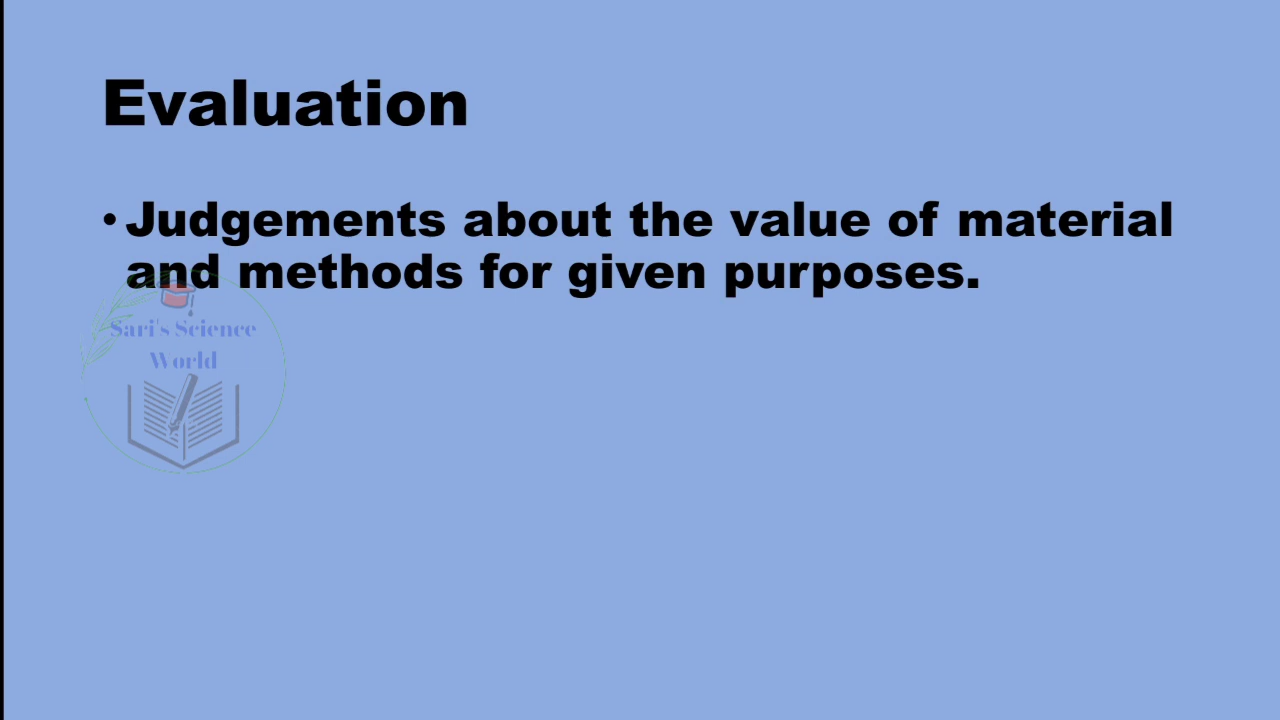 Evaluation
• Judgements about the value of material
and methods for given purposes.
Sari's Science
World